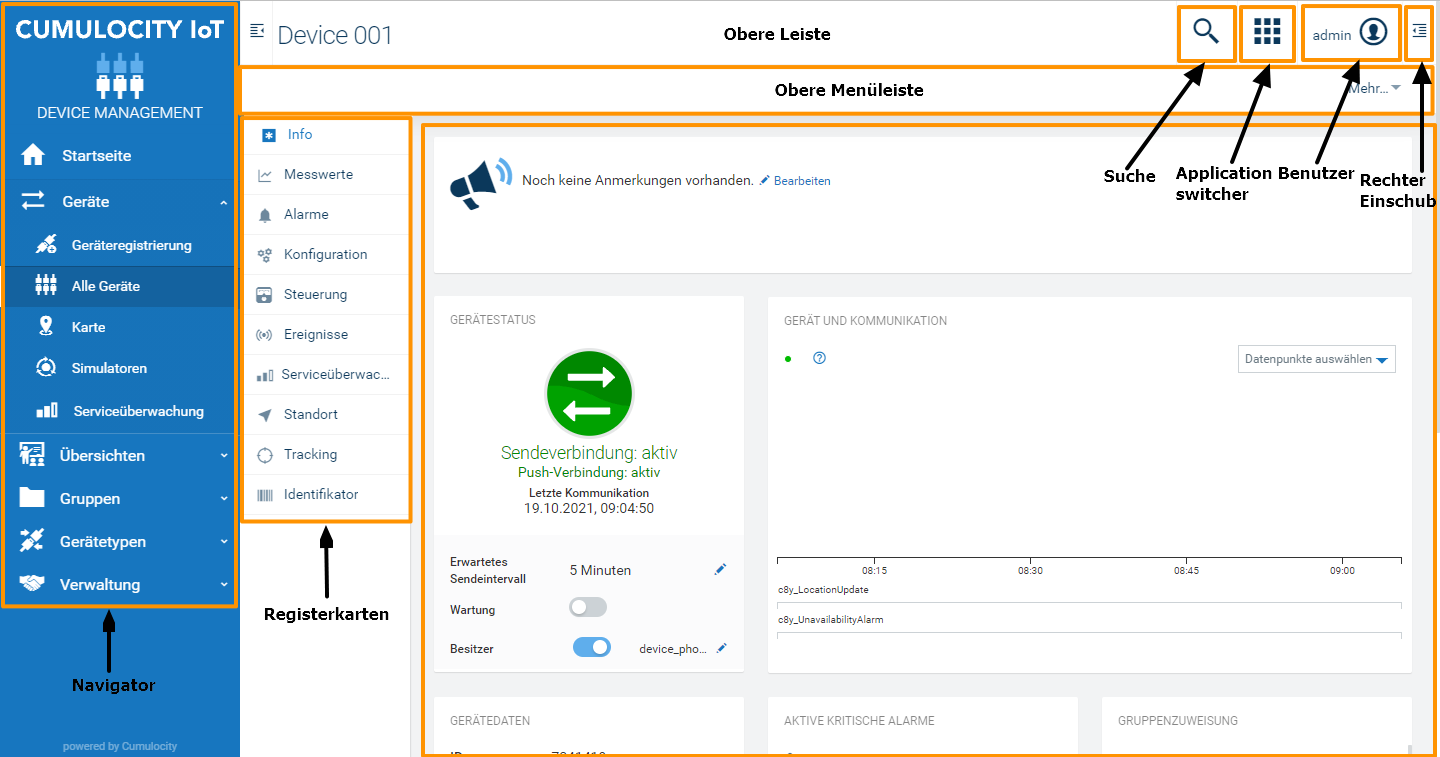 CUMULOCITY IoT
DEVICE MANAGEMENT
Startseite
Geräte
Geräteregistrierung
Alle Geräte
Karte
Simulatoren
Serviceüberwachung
Übersichten
Gruppen
Gerätetypen
Verwaltung
Navigator
powered by Cumulocity
Device 001
Obere Leiste
admin
Obere Menüleiste
Mehr...
Suche
Application switcher
Benutzer
Rechter Einschub
Info
Messwerte
Alarme
Konfiguration
Steuerung
Ereignisse
Serviceüberwac...
Standort
Tracking
Identifikator
Registerkarten
Noch keine Anmerkungen vorhanden. Bearbeiten
GERÄTESTATUS
Sendeverbindung: aktiv
Push-Verbindung: aktiv
Letzte Kommunikation
19.10.2021, 09:04:50
Erwartetes
Sendeintervall
5 Minuten
Wartung
Besitzer
device_pho...
GERÄT UND KOMMUNIKATION
Datenpunkte auswählen
08:15 08:30 08:45 09:00
c8y_LocationUpdate
c8y_UnavailabilityAlarm
GERÄTEDATEN
AKTIVE KRITISCHE ALARME
GRUPPENZUWEISUNG